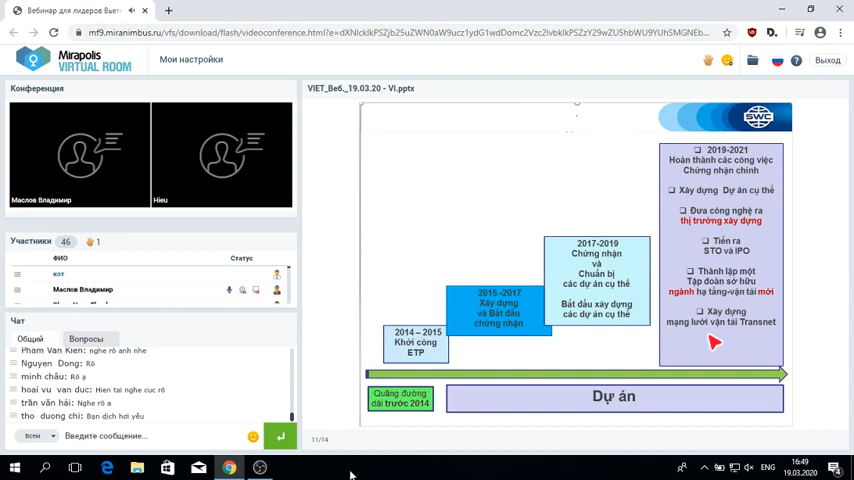 Вебинар для лидеров Вьет
mf9.miranimbus.ru/vfs/download/flash/videoconference.html?e=
Mirapolis
VIRTUAL ROOM
Мои настройки
Выход
Конференция
Маслов Владимир
Hieu
Участники 46 1
ФИО Статус
кот
Маслов Владимир
Чат
Общий Вопросы
Pham Van Kien: nghe rõ anh nhe
Nguyen Dong: Rõ
minh châu: Rõ ạ
hoai vu van duc: Hien tai nghe cuc rõ
trần văn hải: Nghe rõ a
tho duong chi: Bạn dịch hơi yếu
Всем Введите сообщение...
VIET_Веб._19.03.20 - VI.pptx
SWC
2014 – 2015
Khởi công
ETP
2015 -2017
Xây dựng
và Bắt đầu
chứng nhận
2017-2019
Chứng nhận
và
Chuẩn bị
các dự án cụ thể
Bắt đầu xây dựng
các dự án cụ thể
2019-2021
Hoàn thành các công việc
Chứng nhận chính
Xây dựng Dự án cụ thể
Đưa công nghệ ra
thị trường xây dựng
Tiến ra
STO và IPO
Thành lập một
Tập đoàn sở hữu
ngành hạ tầng-vận tải mới
Xây dựng
mạng lưới vận tải Transnet
Quãng đường
dài trước 2014
Dự án
11/14
ENG
16:49
19.03.2020
4